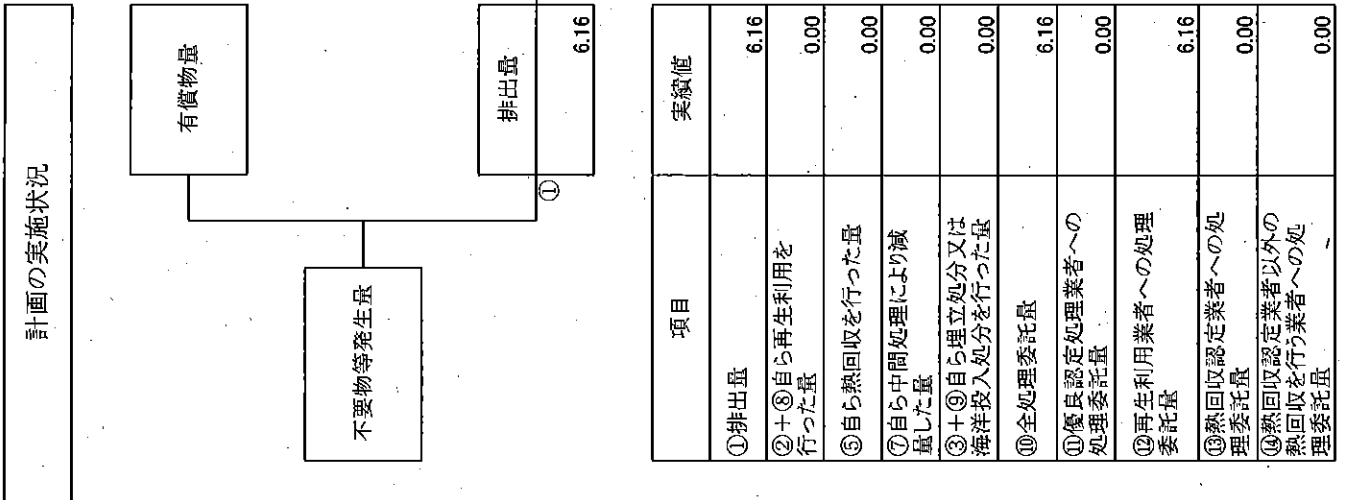 計画の実施状況
不要物等発生量
有償物量
①
排出量
6.16
項目
実績値
①排出量
6.16
②+⑧自ら再生利用を
行った量
0.00
⑤自ら熱回収を行った量
0.00
⑦自ら中間処理により減
量した量
0.00
③+⑨自ら埋立処分又は
海洋投入処分を行った量
0.00
⑩全処理委託量
6.16
⑪優良認定処理業者への
処理委託量
0.00
⑫再生利用業者への処理
委託量
6.16
⑬熱回収認定業者への処
理委託量
0.00
⑭熱回収認定業者以外の
熱回収を行う業者への処
理委託量
0.00